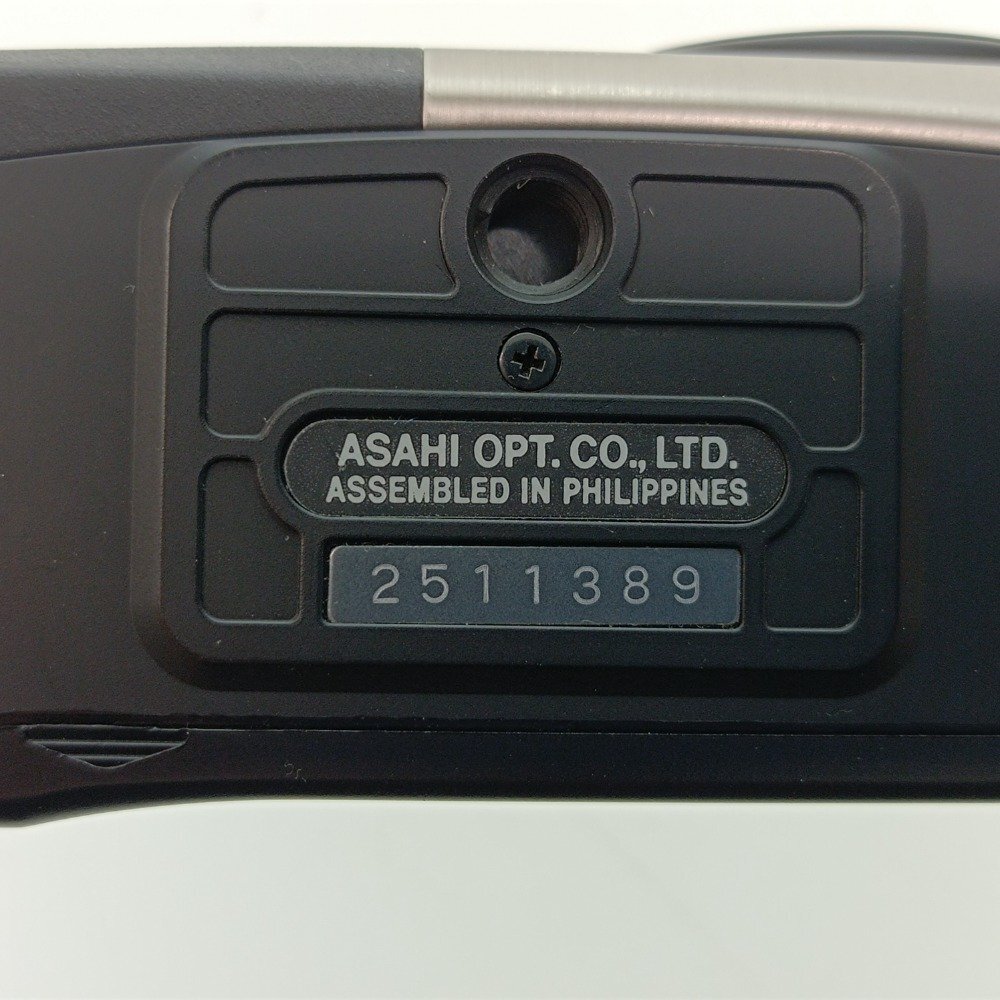 ASAHI OPT. CO., LTD.
ASSEMBLED IN PHILIPPINES
2511389